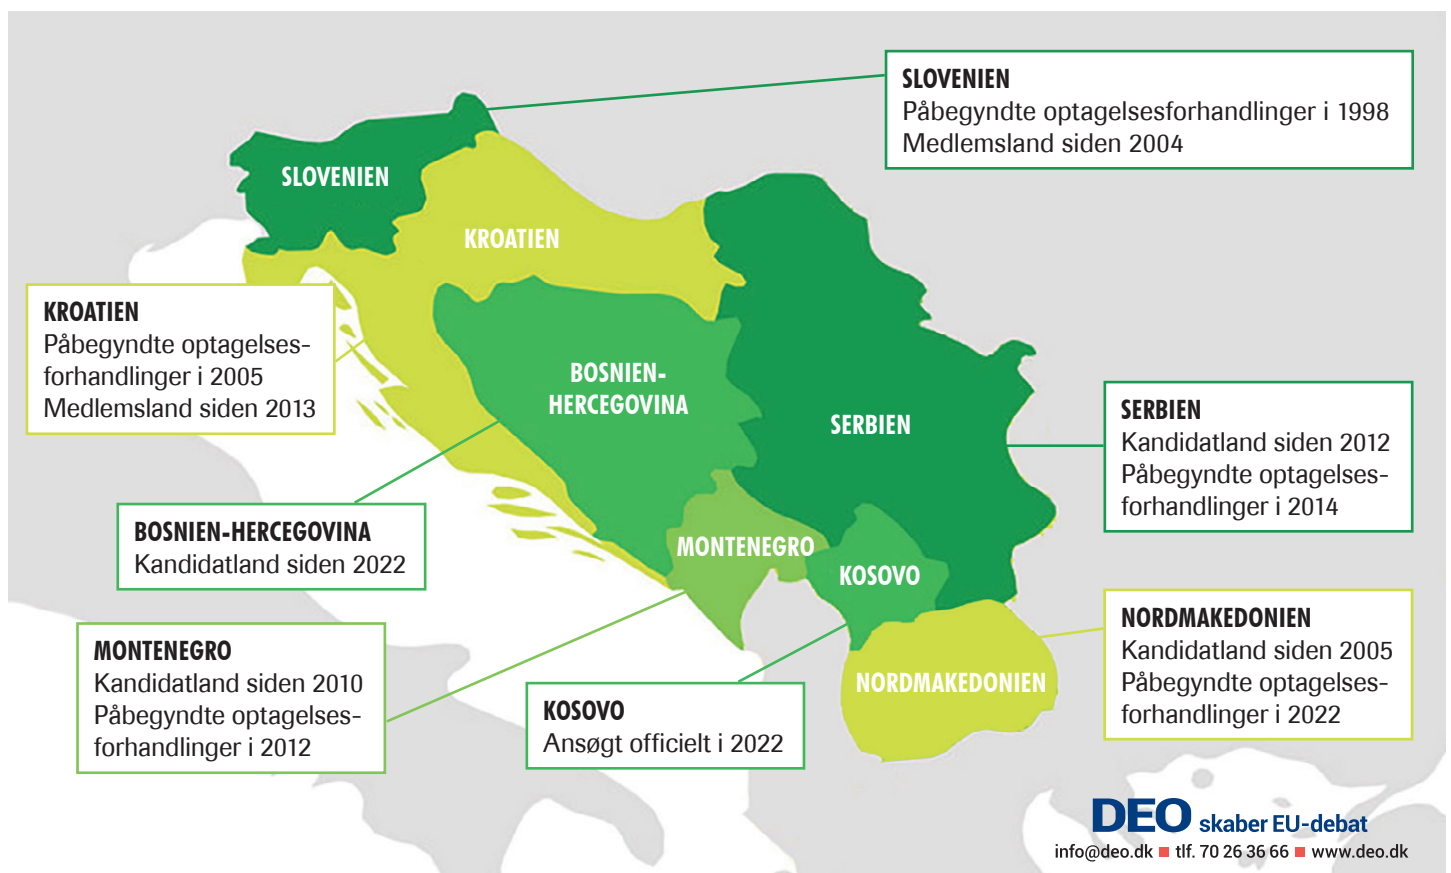 SLOVENIEN
Påbegyndte optagelsesforhandlinger i 1998
Medlemsland siden 2004
SLOVENIEN
KROATIEN
KROATIEN
Påbegyndte optagelses-
forhandlinger i 2005
Medlemsland siden 2013
BOSNIEN-
HERCEGOVINA
SERBIEN
SERBIEN
Kandidatland siden 2012
Påbegyndte optagelses-
forhandlinger i 2014
BOSNIEN-HERCEGOVINA
Kandidatland siden 2022
MONTENEGRO
KOSOVO
NORDMAKEDONIEN
Kandidatland siden 2005
Påbegyndte optagelses-
forhandlinger i 2022
MONTENEGRO
Kandidatland siden 2010
Påbegyndte optagelses-
forhandlinger i 2012
NORDMAKEDONIEN
KOSOVO
Ansøgt officielt i 2022
DEO skaber EU-debat
info@deo.dk ■ tlf. 70 26 36 66 ■ www.deo.dk